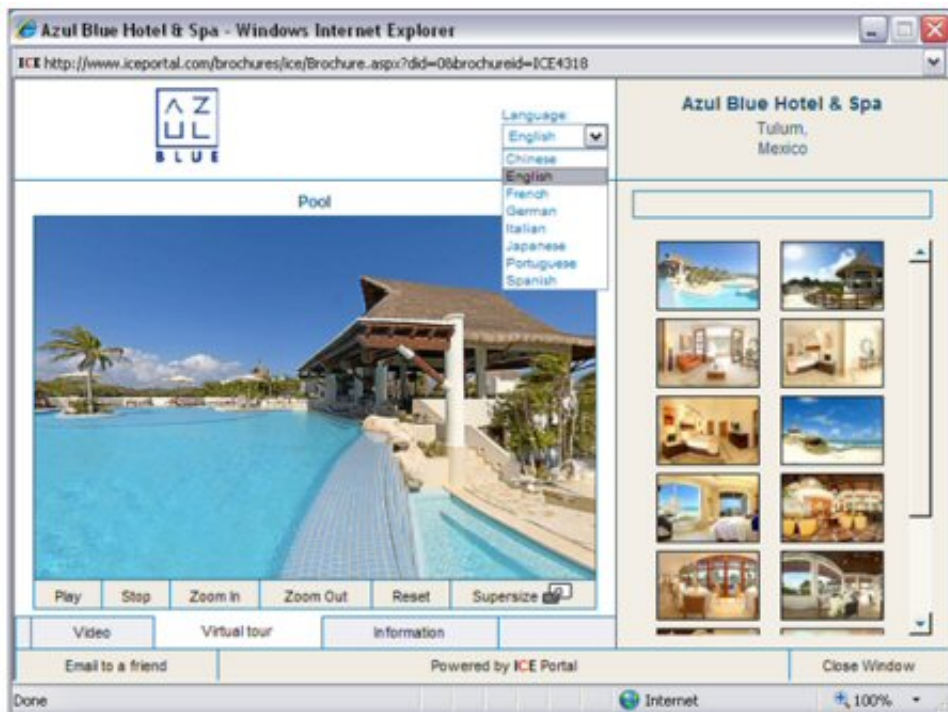 Azul Blue Hotel & Spa - Windows Internet Explorer
ICE http://www.iceportal.com/brochures/ice/Brochure.aspx?did=0&brochureid=ICE4318
AZ
UL
BLUE
Language:
English
Chinese
English
French
German
Italian
Japanese
Portuguese
Spanish
Azul Blue Hotel & Spa
Tulum,
Mexico
Pool
Play Stop Zoom In Zoom Out Reset Supersize
Video Virtual tour Information
Email to a friend Powered by ICE Portal Close Window
Done Internet 100%